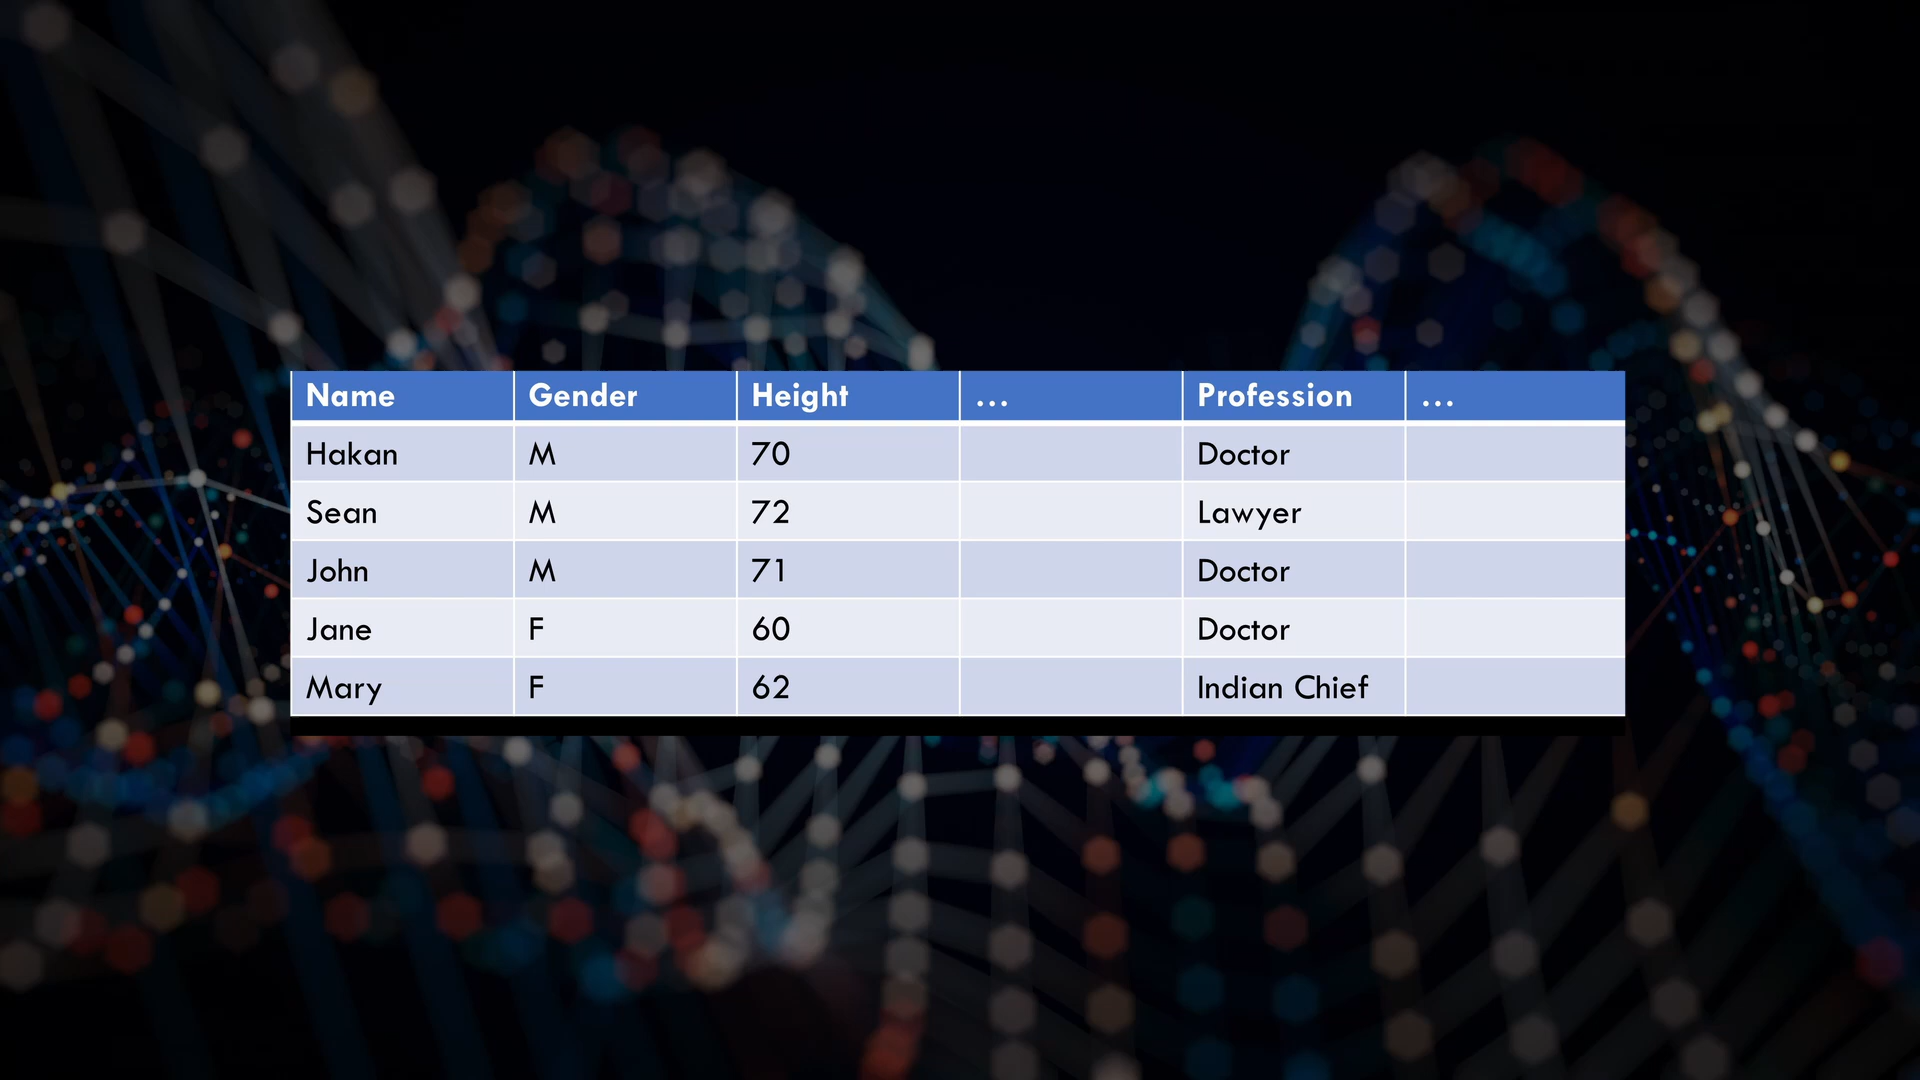 Name Gender Height ... Profession ...
Hakan M 70 Doctor
Sean M 72 Lawyer
John M 71 Doctor
Jane F 60 Doctor
Mary F 62 Indian Chief